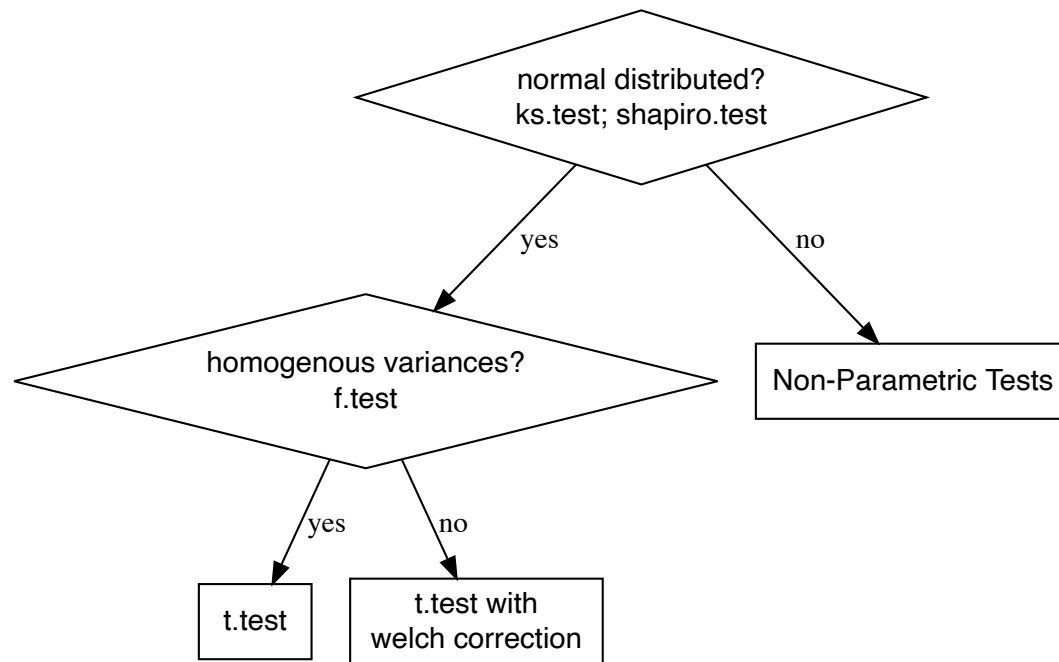 normal distributed?
ks.test; shapiro.test
yes
no
homogenous variances?
f.test
Non-Parametric Tests
yes
no
t.test
t.test with
welch correction